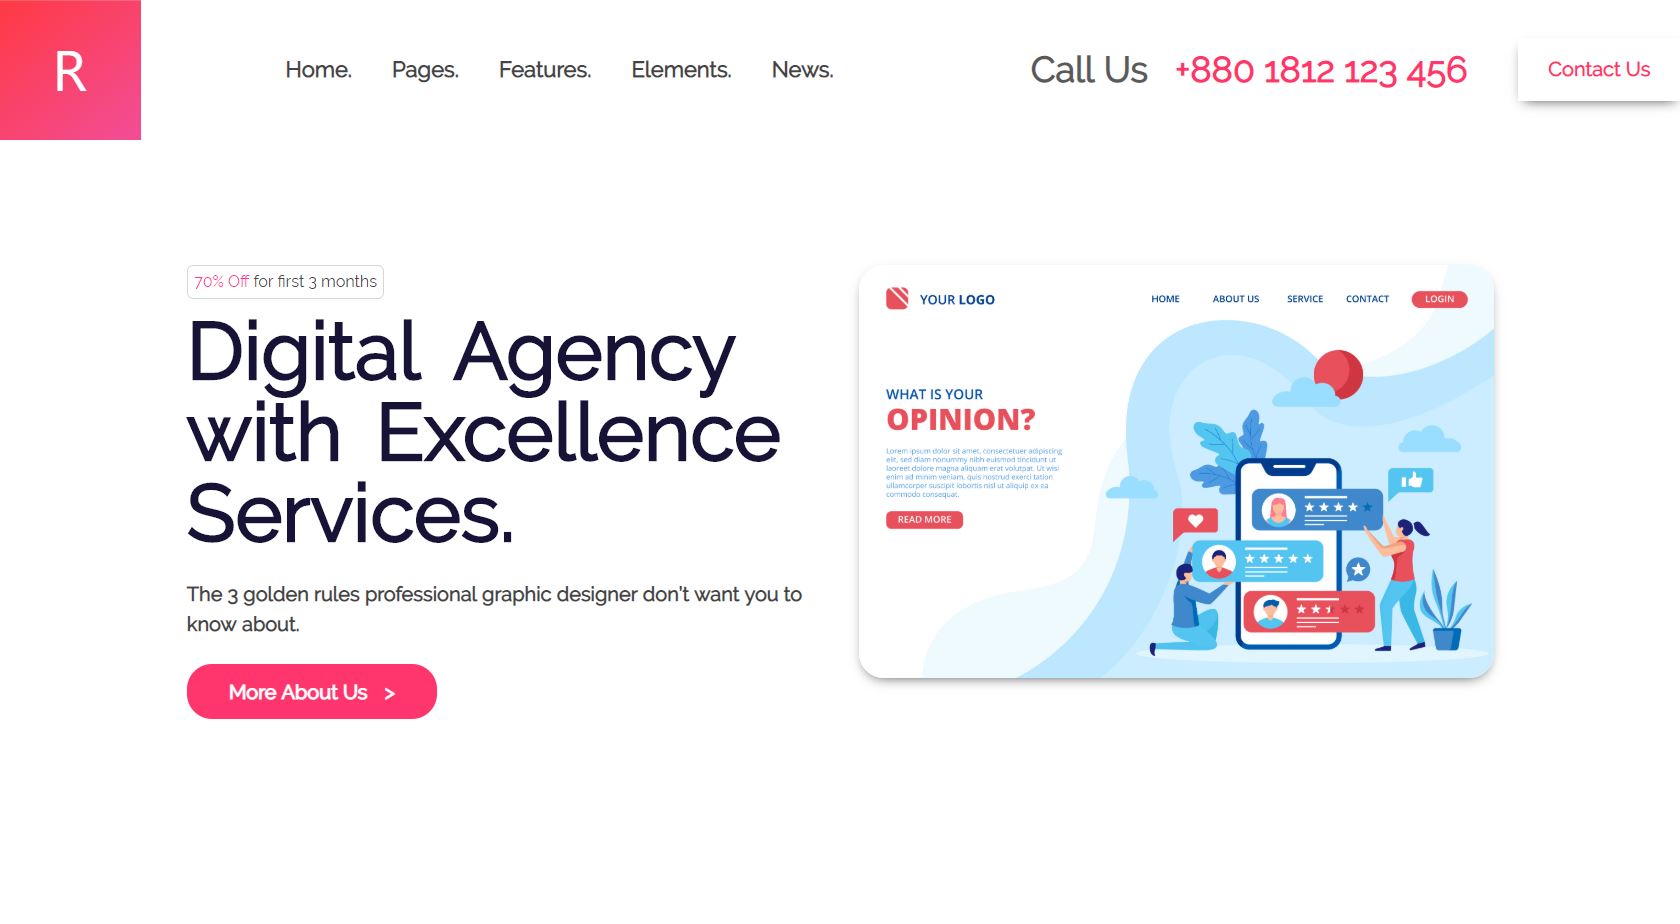 R
Home. Pages. Features. Elements. News. Call Us +880 1812 123 456 Contact Us
70% Off for first 3 months
Digital Agency
with Excellence
Services.
The 3 golden rules professional graphic designer don't want you to
know about.
More About Us >
YOUR LOGO HOME ABOUT US SERVICE CONTACT LOGIN
WHAT IS YOUR
OPINION?
Lorem ipsum dolor sit amet, consectetuer adipiscing
elit, sed diam nonummy nibh euismod tincidunt ut
laoreet dolore magna aliquam erat volutpat. Ut wisi
enim ad minim veniam, quis nostrud exerci tation
ullamcorper suscipit lobortis nisl ut aliquip ex ea
commodo consequat.
READ MORE